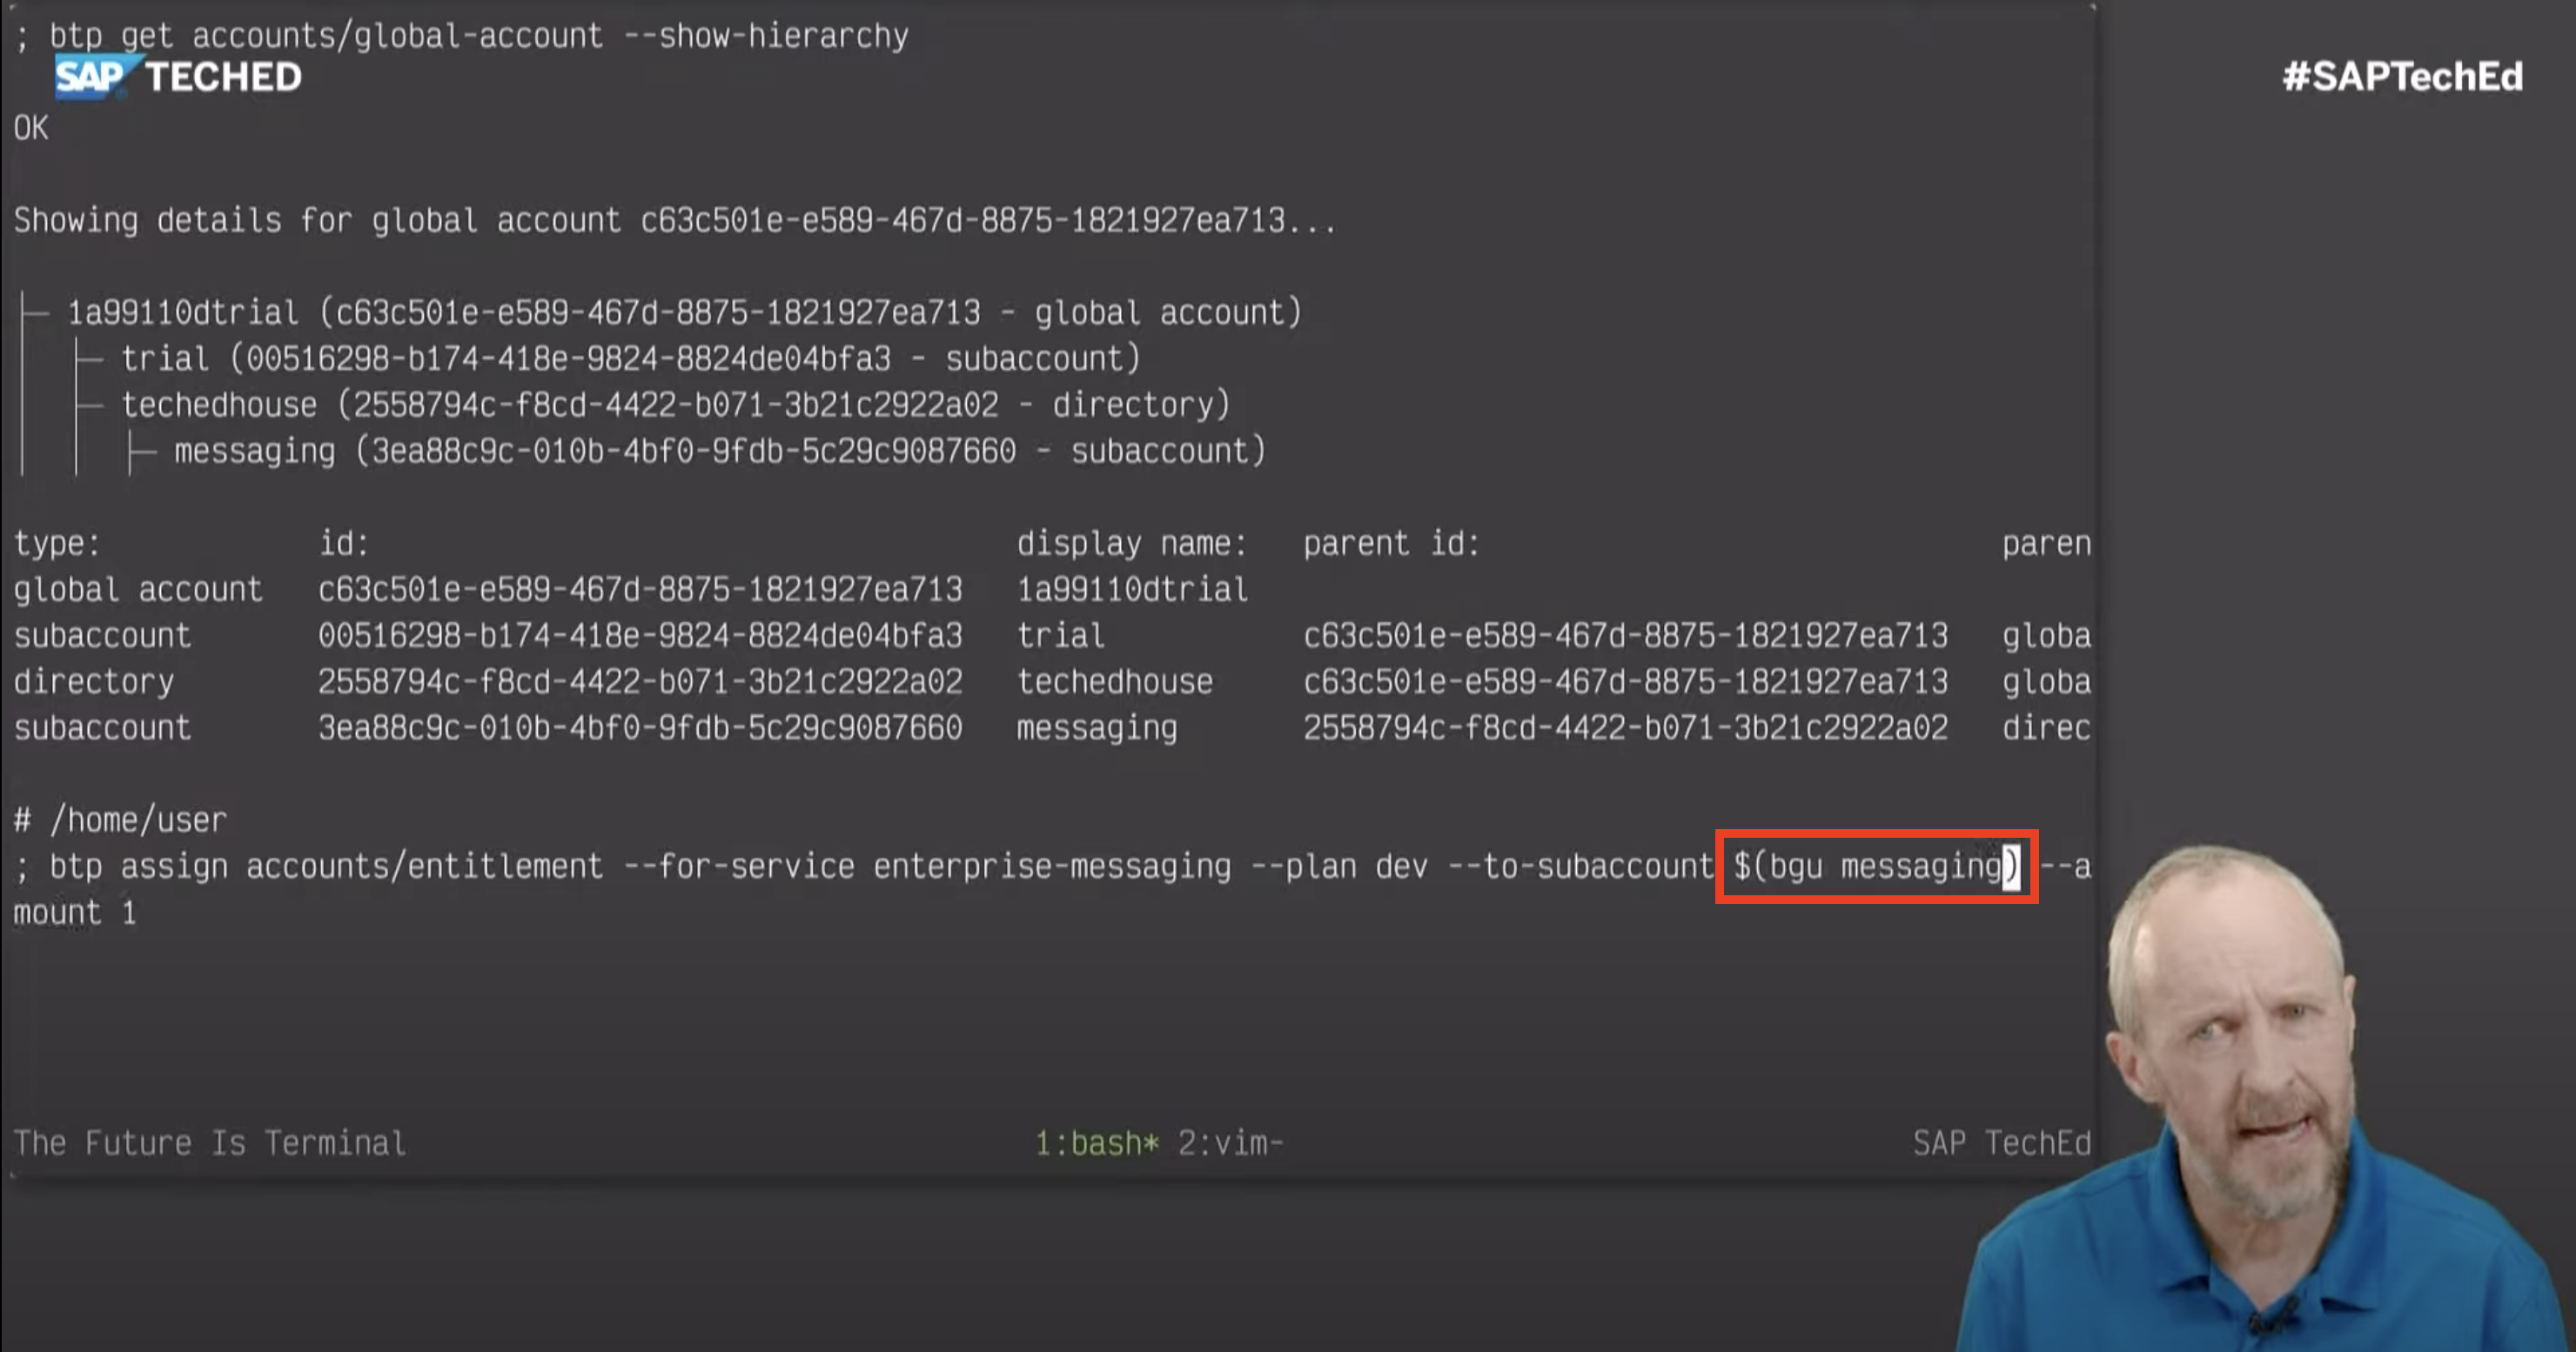 ; btp get accounts/global-account --show-hierarchy
SAP TECHED
#SAPTechEd
OK
Showing details for global account c63c501e-e589-467d-8875-1821927ea713...
├─ 1a99110dtrial (c63c501e-e589-467d-8875-1821927ea713 - global account)
│ ├─ trial (00516298-b174-418e-9824-8824de04bfa3 - subaccount)
│ ├─ techedhouse (2558794c-f8cd-4422-b071-3b21c2922a02 - directory)
│ │ ├─ messaging (3ea88c9c-010b-4bf0-9fdb-5c29c9087660 - subaccount)
type: id: display name: parent id: paren
global account c63c501e-e589-467d-8875-1821927ea713 1a99110dtrial
subaccount 00516298-b174-418e-9824-8824de04bfa3 trial c63c501e-e589-467d-8875-1821927ea713 globa
directory 2558794c-f8cd-4422-b071-3b21c2922a02 techedhouse c63c501e-e589-467d-8875-1821927ea713 globa
subaccount 3ea88c9c-010b-4bf0-9fdb-5c29c9087660 messaging 2558794c-f8cd-4422-b071-3b21c2922a02 direc
# /home/user
; btp assign accounts/entitlement --for-service enterprise-messaging --plan dev --to-subaccount $(bgu messaging) --a
mount 1
The Future Is Terminal 1:bash* 2:vim- SAP TechEd